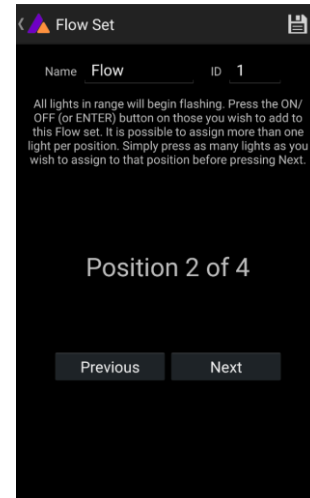 Flow Set
Name Flow ID 1
All lights in range will begin flashing. Press the ON/
OFF (or ENTER) button on those you wish to add to
this Flow set. It is possible to assign more than one
light per position. Simply press as many lights as you
wish to assign to that position before pressing Next.
Position 2 of 4
Previous Next